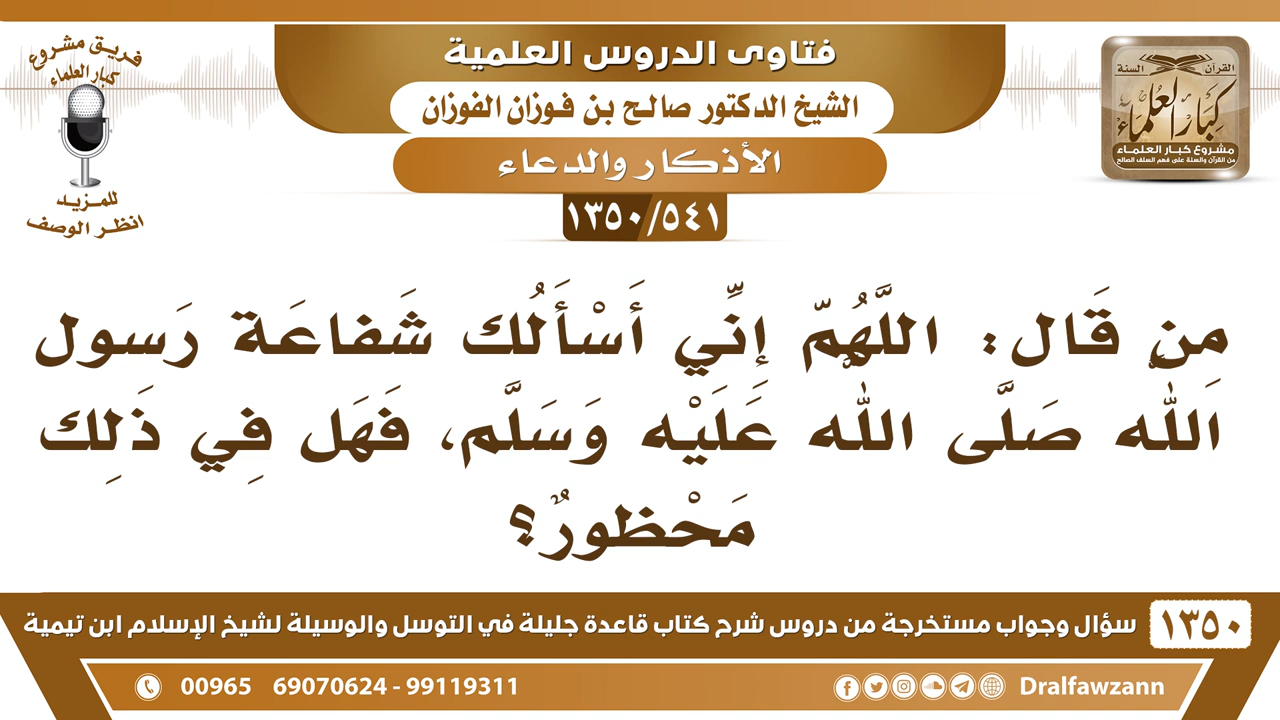 فتاوى الدروس العلمية
الشيخ الدكتور صالح بن فوزان الفوزان
الأذكار والدعاء
١٣٥٠/٥٤١
القرآن السنة
كبار العلماء
مشروع كبار العلماء
من القرآن والسنة على فهم السلف الصالح
فريق مشروع
كبار العلماء
للمزيد
انظر الوصف
مِن قَال: اللَّهُمّ إِنِّي أَسْأَلُك شَفاعَة رَسول
اللَّه صَلَّى اللَّه عَلَيْه وَسَلَّم، فَهَل فِي ذَلِك
مَحْظورٌ؟
١٣٥٠ سؤال وجواب مستخرجة من دروس شرح كتاب قاعدة جليلة في التوسل والوسيلة لشيخ الإسلام ابن تيمية
00965 69070624 - 99119311
Dralfawzann